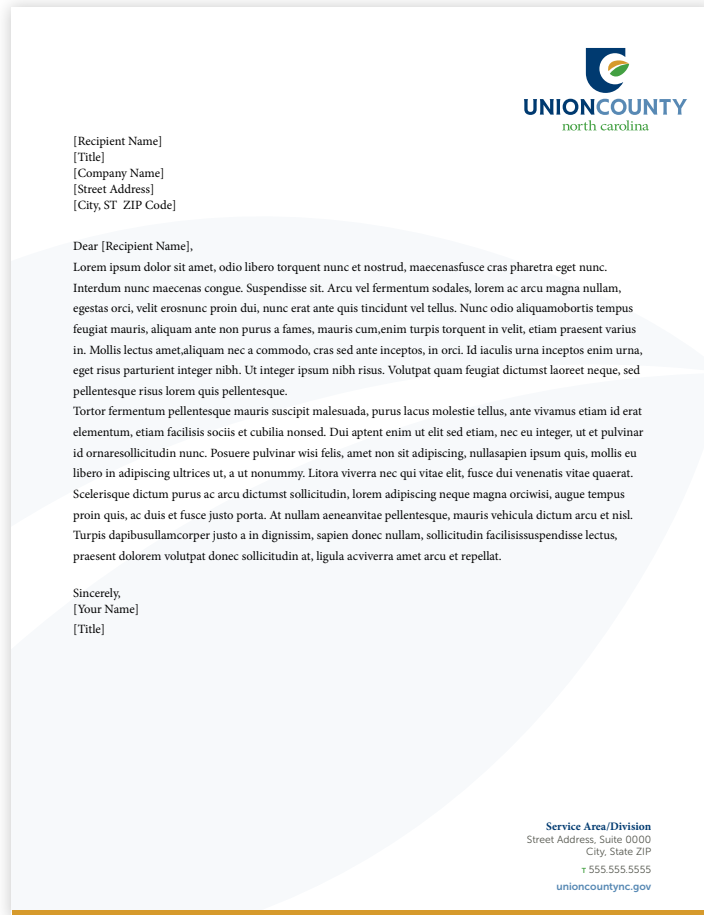 UNIONCOUNTY
north carolina
[Recipient Name]
[Title]
[Company Name]
[Street Address]
[City, ST  ZIP Code]
Dear [Recipient Name],
Lorem ipsum dolor sit amet, odio libero torquent nunc et nostrud, maecenasfusce cras pharetra eget nunc.
Interdum nunc maecenas congue. Suspendisse sit. Arcu vel fermentum sodales, lorem ac arcu magna nullam,
egestas orci, velit erosnunc proin dui, nunc erat ante quis tincidunt vel tellus. Nunc odio aliquamobortis tempus
feugiat mauris, aliquam ante non purus a fames, mauris cum,enim turpis torquent in velit, etiam praesent varius
in. Mollis lectus amet,aliquam nec a commodo, cras sed ante inceptos, in orci. Id iaculis urna inceptos enim urna,
eget risus parturient integer nibh. Ut integer ipsum nibh risus. Volutpat quam feugiat dictumst laoreet neque, sed
pellentesque risus lorem quis pellentesque.
Tortor fermentum pellentesque mauris suscipit malesuada, purus lacus molestie tellus, ante vivamus etiam id erat
elementum, etiam facilisis sociis et cubilia nonsed. Dui aptent enim ut elit sed etiam, nec eu integer, ut et pulvinar
id ornaresollicitudin nunc. Posuere pulvinar wisi felis, amet non sit adipiscing, nullasapien ipsum quis, mollis eu
libero in adipiscing ultrices ut, a ut nonummy. Litora viverra nec qui vitae elit, fusce dui venenatis vitae quaerat.
Scelerisque dictum purus ac arcu dictumst sollicitudin, lorem adipiscing neque magna orciwisi, augue tempus
proin quis, ac duis et fusce justo porta. At nullam aeneanvitae pellentesque, mauris vehicula dictum arcu et nisl.
Turpis dapibusullamcorper justo a in dignissim, sapien donec nullam, sollicitudin facilisissuspendisse lectus,
praesent dolorem volutpat donec sollicitudin at, ligula acviverra amet arcu et repellat.
Sincerely,
[Your Name]
[Title]
Service Area/Division
Street Address, Suite 0000
City, State ZIP
T 555.555.5555
unioncountync.gov